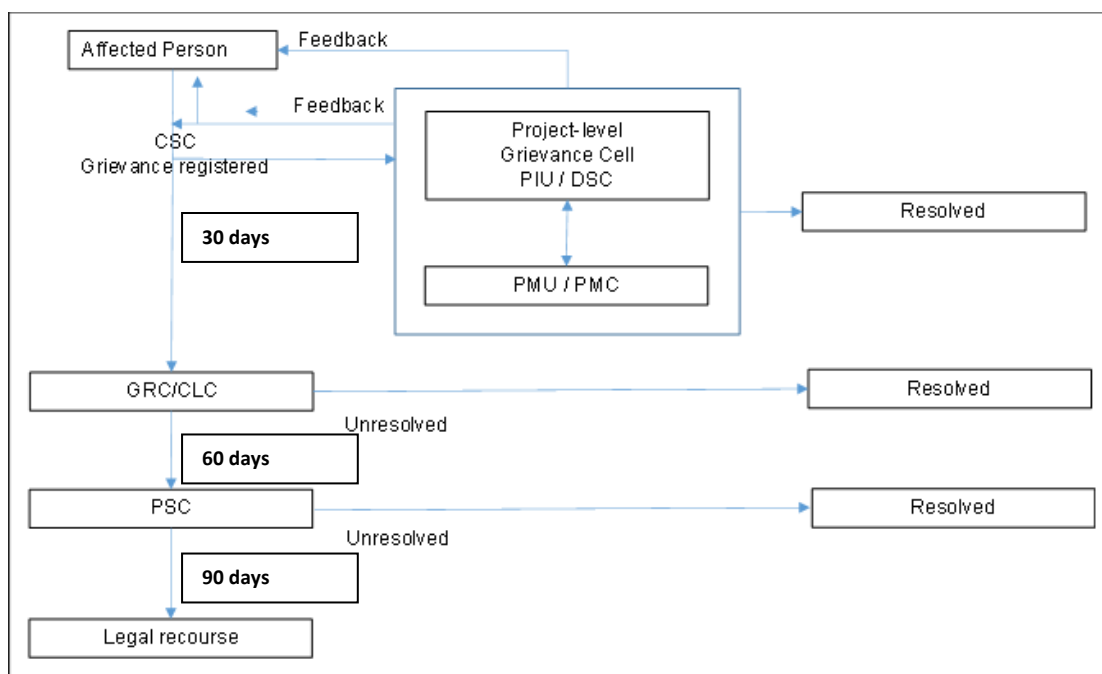 Affected Person
Feedback
Feedback
CSC
Grievance registered
Project-level
Grievance Cell
PIU / DSC
Resolved
30 days
PMU / PMC
GRC/CLC
Resolved
Unresolved
60 days
PSC
Resolved
Unresolved
90 days
Legal recourse